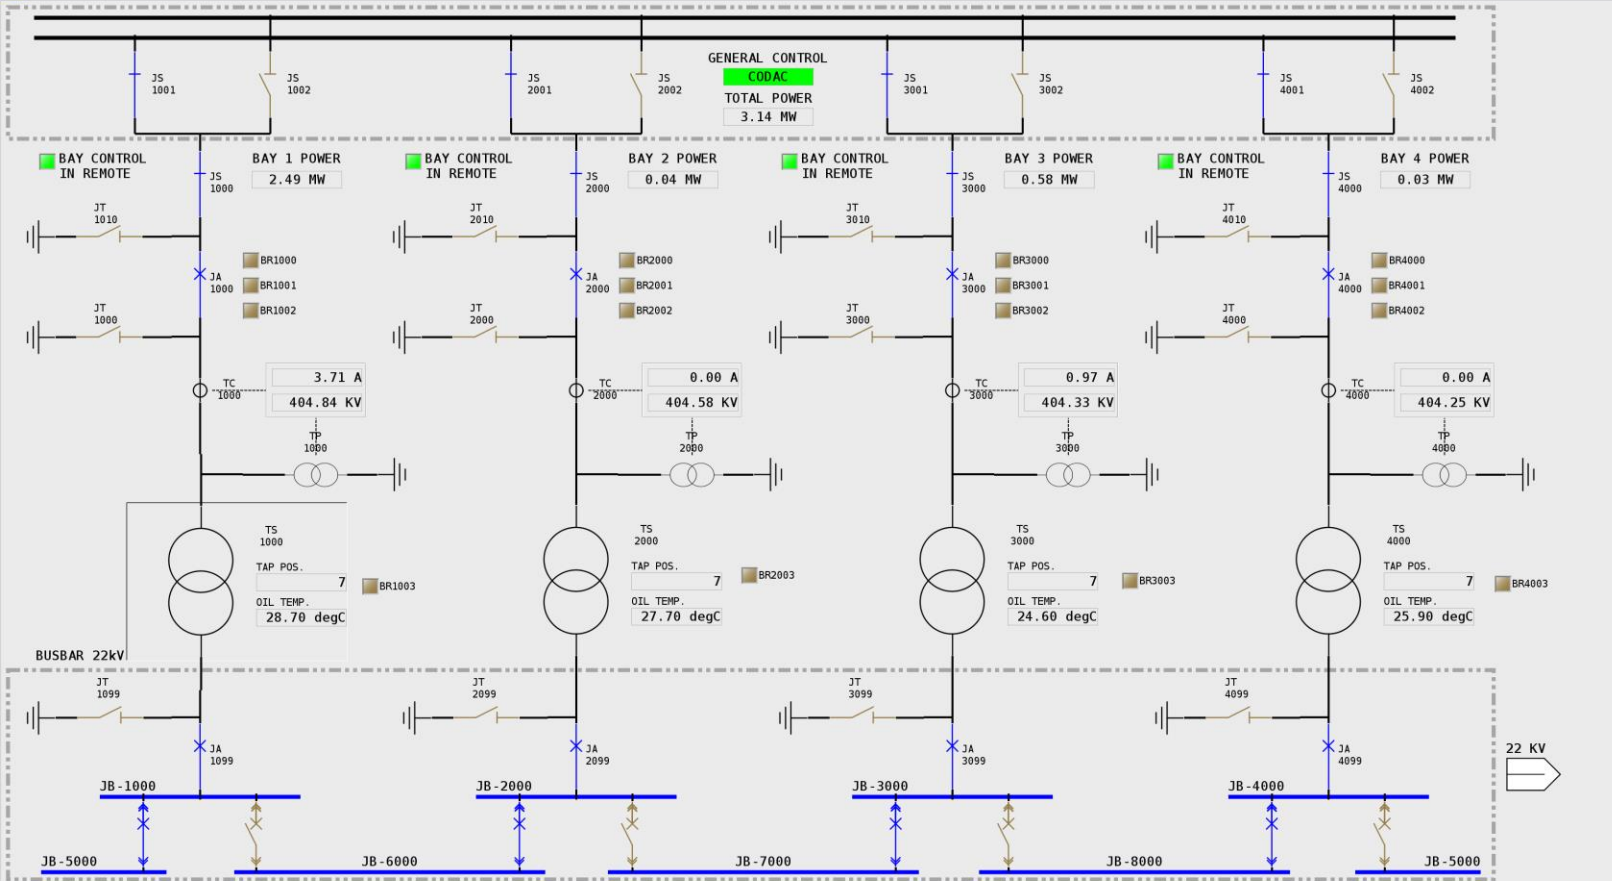 GENERAL CONTROL
CODAC
TOTAL POWER
3.14 MW
JS
1001
JS
1002
JS
2001
JS
2002
JS
3001
JS
3002
JS
4001
JS
4002
BAY CONTROL
IN REMOTE
JS
1000
BAY 1 POWER
2.49 MW
BAY CONTROL
IN REMOTE
JS
2000
BAY 2 POWER
0.04 MW
BAY CONTROL
IN REMOTE
JS
3000
BAY 3 POWER
0.58 MW
BAY CONTROL
IN REMOTE
JS
4000
BAY 4 POWER
0.03 MW
JT
1010
JT
2010
JT
3010
JT
4010
JA
1000
BR1000
BR1001
BR1002
JA
2000
BR2000
BR2001
BR2002
JA
3000
BR3000
BR3001
BR3002
JA
4000
BR4000
BR4001
BR4002
JT
1000
JT
2000
JT
3000
JT
4000
TC
1000
3.71 A
404.84 KV
TC
2000
0.00 A
404.58 KV
TC
3000
0.97 A
404.33 KV
TC
4000
0.00 A
404.25 KV
TP
1000
TP
2000
TP
3000
TP
4000
TS
1000
TAP POS.
7
OIL TEMP.
28.70 degC
BR1003
TS
2000
TAP POS.
7
OIL TEMP.
27.70 degC
BR2003
TS
3000
TAP POS.
7
OIL TEMP.
24.60 degC
BR3003
TS
4000
TAP POS.
7
OIL TEMP.
25.90 degC
BR4003
BUSBAR 22kV
JT
1099
JT
2099
JT
3099
JT
4099
JA
1099
JA
2099
JA
3099
JA
4099
22 KV
JB-1000
JB-2000
JB-3000
JB-4000
JB-5000
JB-6000
JB-7000
JB-8000
JB-5000